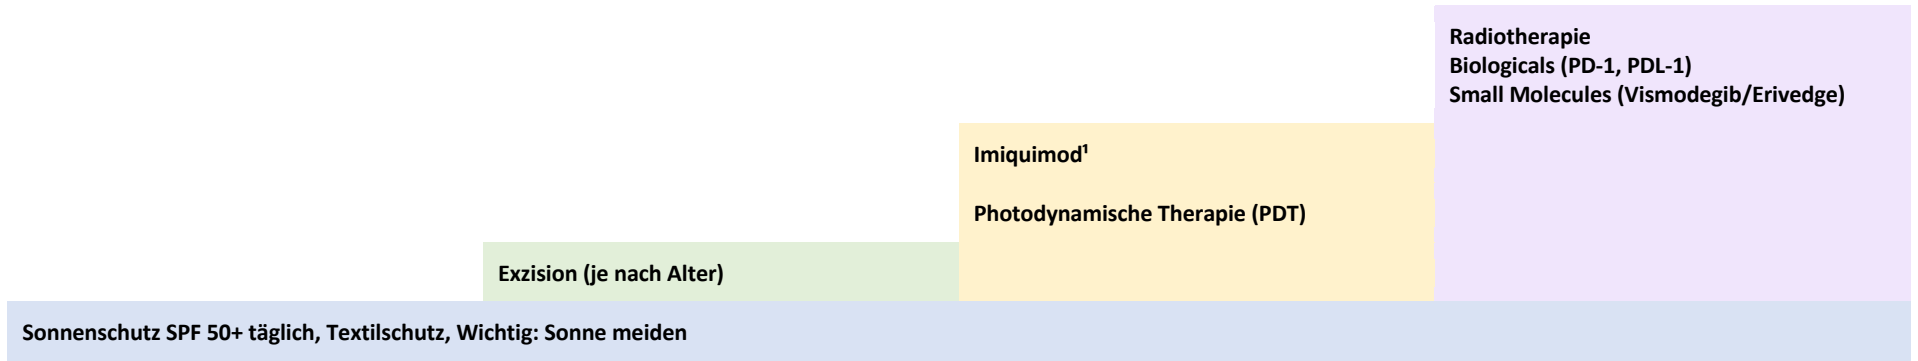 Radiotherapie
Biologicals (PD-1, PDL-1)
Small Molecules (Vismodegib/Erivedge)
Imiquimod¹
Photodynamische Therapie (PDT)
Exzision (je nach Alter)
Sonnenschutz SPF 50+ täglich, Textilschutz, Wichtig: Sonne meiden